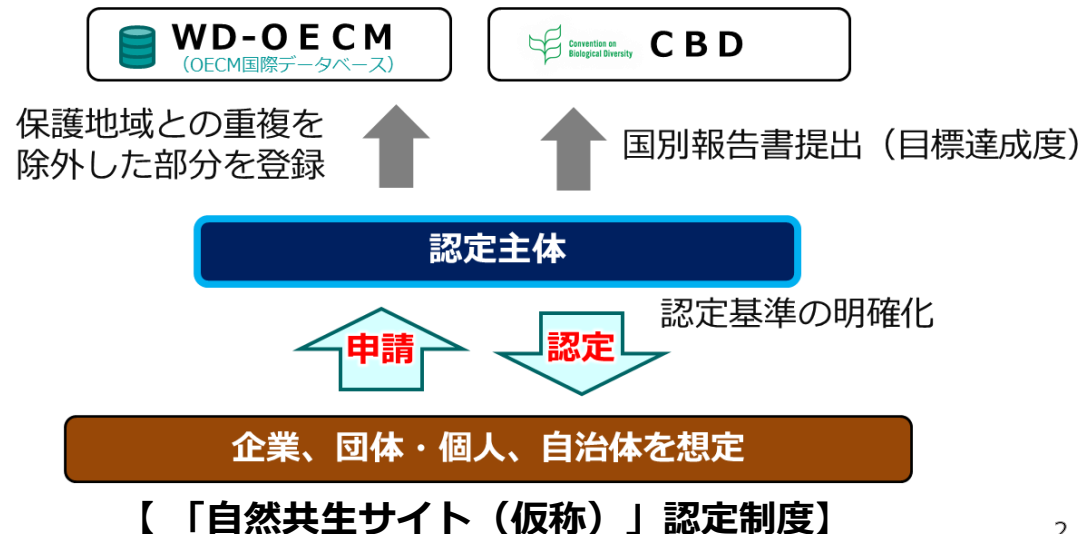 WD-OECM
(OECM国際データベース)
Convention on
Biological Diversity
CBD
保護地域との重複を
除外した部分を登録
国別報告書提出（目標達成度）
認定主体
認定基準の明確化
申請
認定
企業、団体・個人、自治体を想定
【 「自然共生サイト（仮称）」認定制度】
2